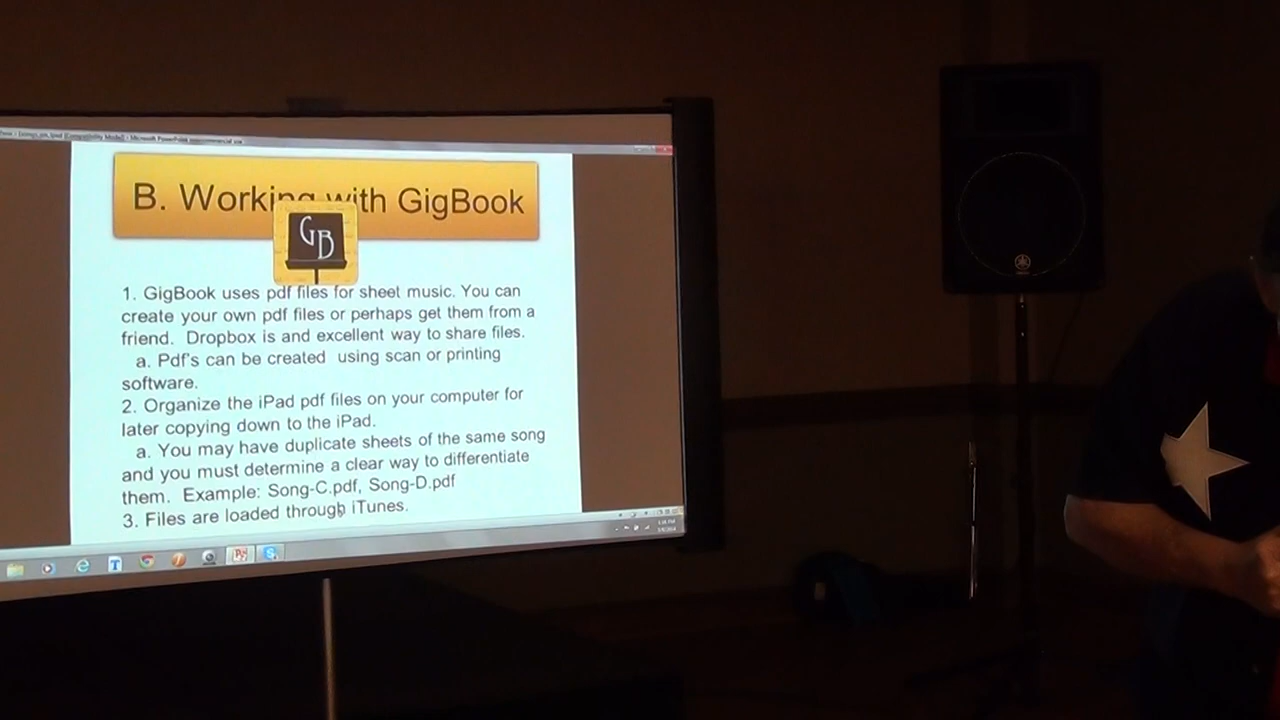 B. Working with GigBook
GB
1. GigBook uses pdf files for sheet music. You can
create your own pdf files or perhaps get them from a
friend. Dropbox is and excellent way to share files.
a. Pdf's can be created using scan or printing
software.
2. Organize the iPad pdf files on your computer for
later copying down to the iPad.
a. You may have duplicate sheets of the same song
and you must determine a clear way to differentiate
them. Example: Song-C.pdf, Song-D.pdf
3. Files are loaded through iTunes.